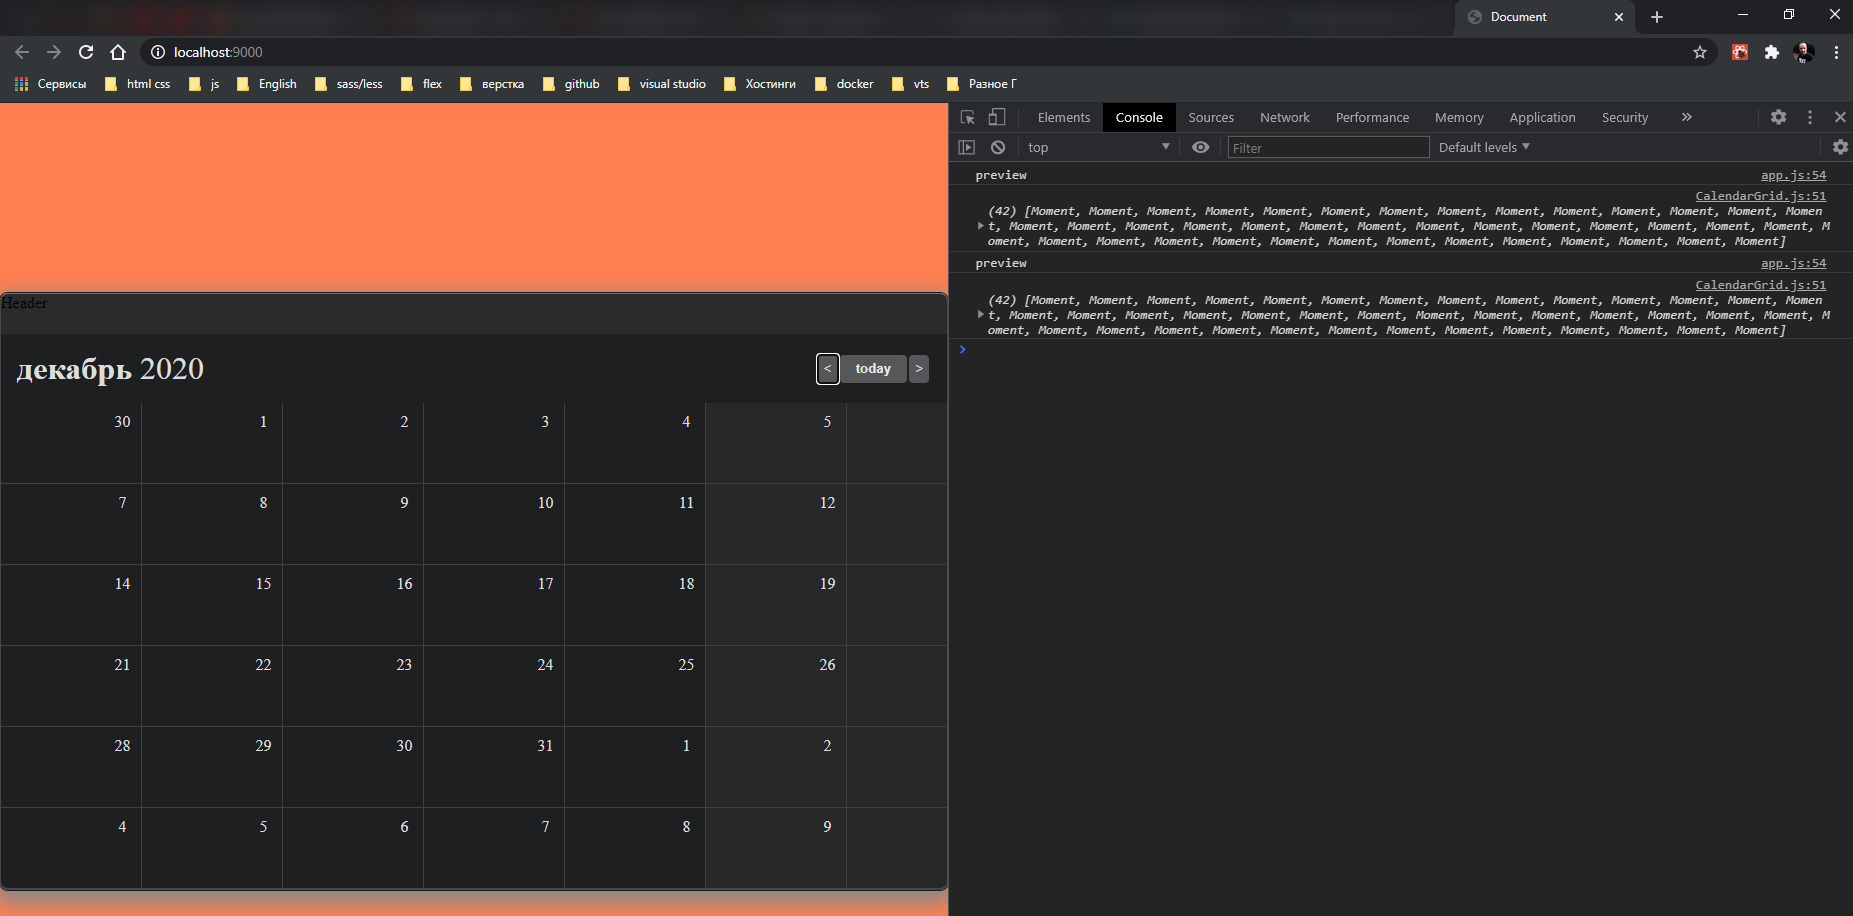 Document
localhost:9000
Сервисы html css js English sass/less flex верстка github visual studio Хостинги docker vts Разное Г
Elements Console Sources Network Performance Memory Application Security »
top Filter Default levels
preview app.js:54
CalendarGrid.js:51
(42) [Moment, Moment, Moment, Moment, Moment, Moment, Moment, Moment, Moment, Moment, Moment, Moment, Moment, Momen
t, Moment, Moment, Moment, Moment, Moment, Moment, Moment, Moment, Moment, Moment, Moment, Moment, Moment, Moment, M
oment, Moment, Moment, Moment, Moment, Moment, Moment, Moment, Moment, Moment, Moment, Moment, Moment]
preview app.js:54
CalendarGrid.js:51
(42) [Moment, Moment, Moment, Moment, Moment, Moment, Moment, Moment, Moment, Moment, Moment, Moment, Moment, Momen
t, Moment, Moment, Moment, Moment, Moment, Moment, Moment, Moment, Moment, Moment, Moment, Moment, Moment, Moment, M
oment, Moment, Moment, Moment, Moment, Moment, Moment, Moment, Moment, Moment, Moment, Moment, Moment]
Header
декабрь 2020 < today >
30 1 2 3 4 5
7 8 9 10 11 12
14 15 16 17 18 19
21 22 23 24 25 26
28 29 30 31 1 2
4 5 6 7 8 9